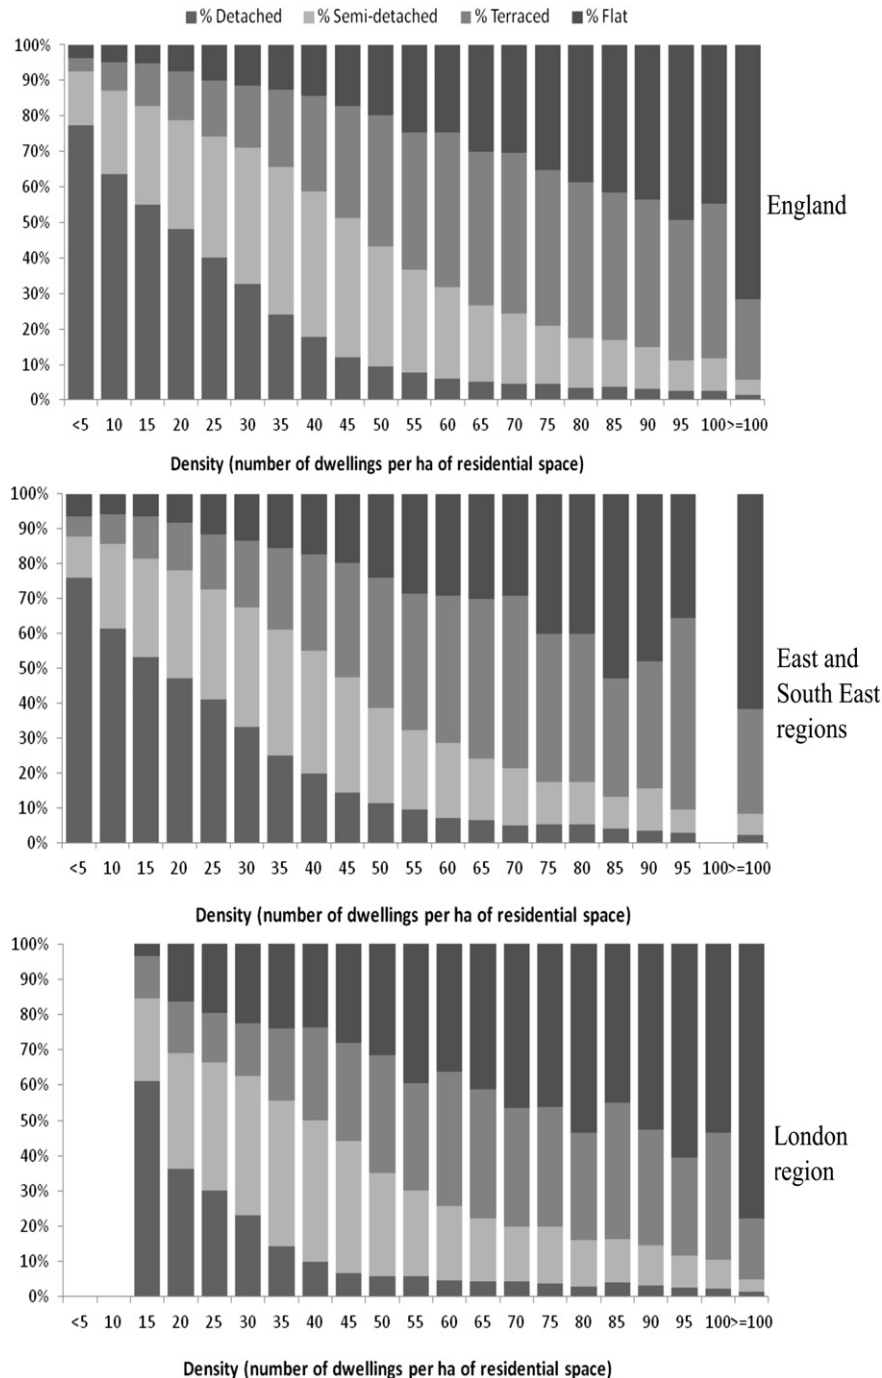 % Detached % Semi-detached % Terraced % Flat
100%
90%
80%
70%
60%
50%
40%
30%
20%
10%
0%
<5 10 15 20 25 30 35 40 45 50 55 60 65 70 75 80 85 90 95 100 >=100
Density (number of dwellings per ha of residential space)
England
100%
90%
80%
70%
60%
50%
40%
30%
20%
10%
0%
<5 10 15 20 25 30 35 40 45 50 55 60 65 70 75 80 85 90 95 100 >=100
Density (number of dwellings per ha of residential space)
East and
South East
regions
100%
90%
80%
70%
60%
50%
40%
30%
20%
10%
0%
<5 10 15 20 25 30 35 40 45 50 55 60 65 70 75 80 85 90 95 100 >=100
Density (number of dwellings per ha of residential space)
London
region